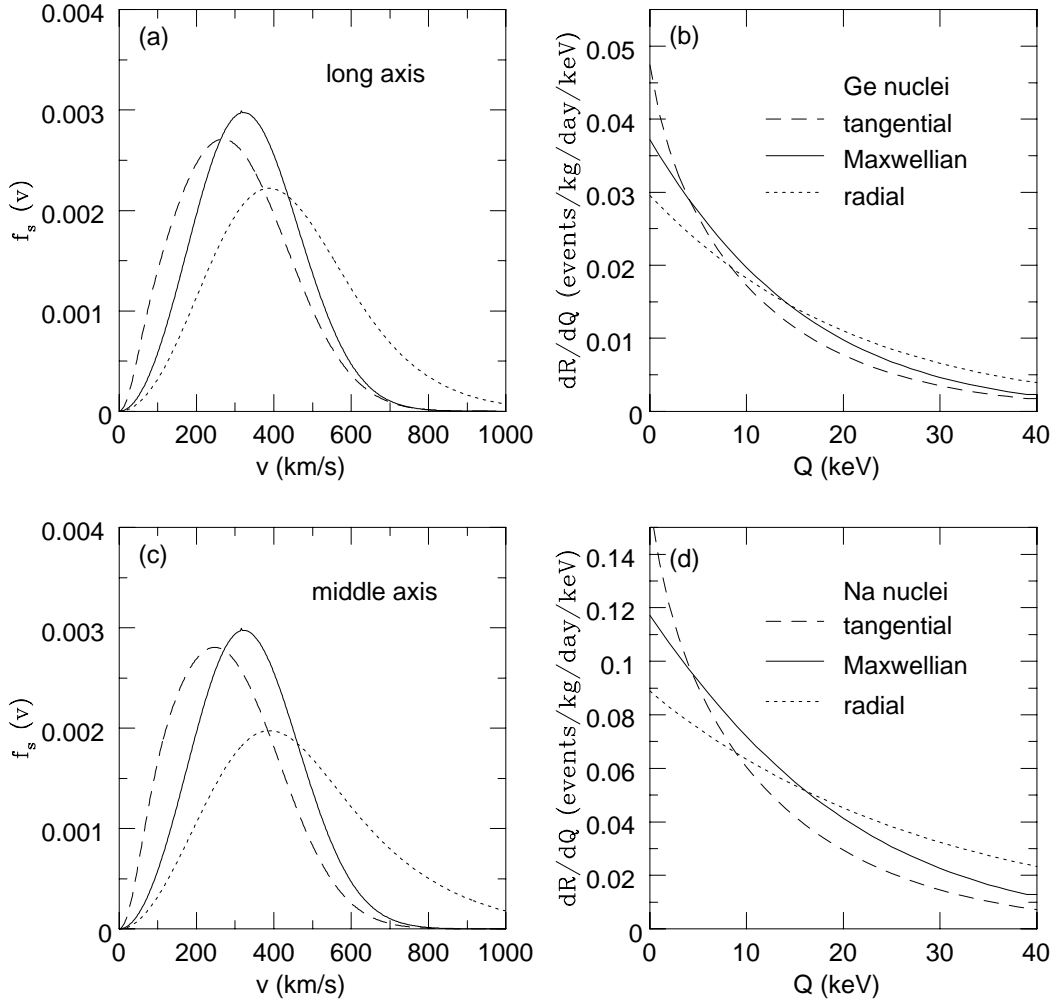 (a)
long axis
0.004
0.003
0.002
0.001
0
f_s (v)
0 200 400 600 800 1000
v (km/s)
(b)
Ge nuclei
tangential
Maxwellian
radial
0.05
0.04
0.03
0.02
0.01
0
dR/dQ (events/kg/day/keV)
0 10 20 30 40
Q (keV)
(c)
middle axis
0.004
0.003
0.002
0.001
0
f_s (v)
0 200 400 600 800 1000
v (km/s)
(d)
Na nuclei
tangential
Maxwellian
radial
0.14
0.12
0.1
0.08
0.06
0.04
0.02
0
dR/dQ (events/kg/day/keV)
0 10 20 30 40
Q (keV)